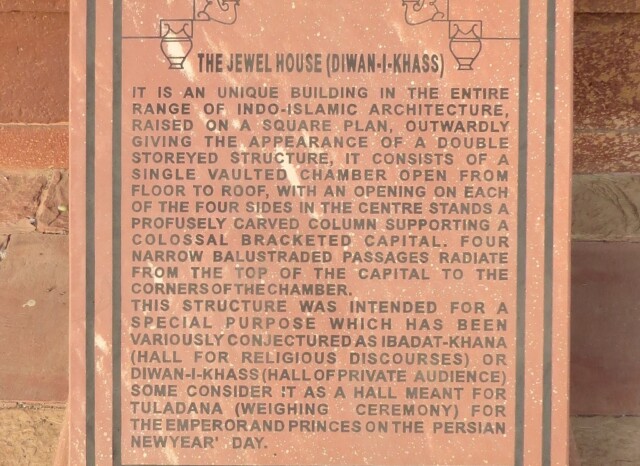 THE JEWEL HOUSE (DIWAN-I-KHASS)
IT IS AN UNIQUE BUILDING IN THE ENTIRE
RANGE OF INDO-ISLAMIC ARCHITECTURE,
RAISED ON A SQUARE PLAN, OUTWARDLY
GIVING THE APPEARANCE OF A DOUBLE
STOREYED STRUCTURE, IT CONSISTS OF A
SINGLE VAULTED CHAMBER OPEN FROM
FLOOR TO ROOF, WITH AN OPENING ON EACH
OF THE FOUR SIDES IN THE CENTRE STANDS A
PROFUSELY CARVED COLUMN SUPPORTING A
COLOSSAL BRACKETED CAPITAL. FOUR
NARROW BALUSTRADED PASSAGES RADIATE
FROM THE TOP OF THE CAPITAL TO THE
CORNERS OF THE CHAMBER.
THIS STRUCTURE WAS INTENDED FOR A
SPECIAL PURPOSE WHICH HAS BEEN
VARIOUSLY CONJECTURED AS IBADAT-KHANA
(HALL FOR RELIGIOUS DISCOURSES) OR
DIWAN-I-KHASS (HALL OF PRIVATE AUDIENCE)
SOME CONSIDER IT AS A HALL MEANT FOR
TULADANA (WEIGHING CEREMONY) FOR
THE EMPEROR AND PRINCES ON THE PERSIAN
NEW YEAR' DAY.